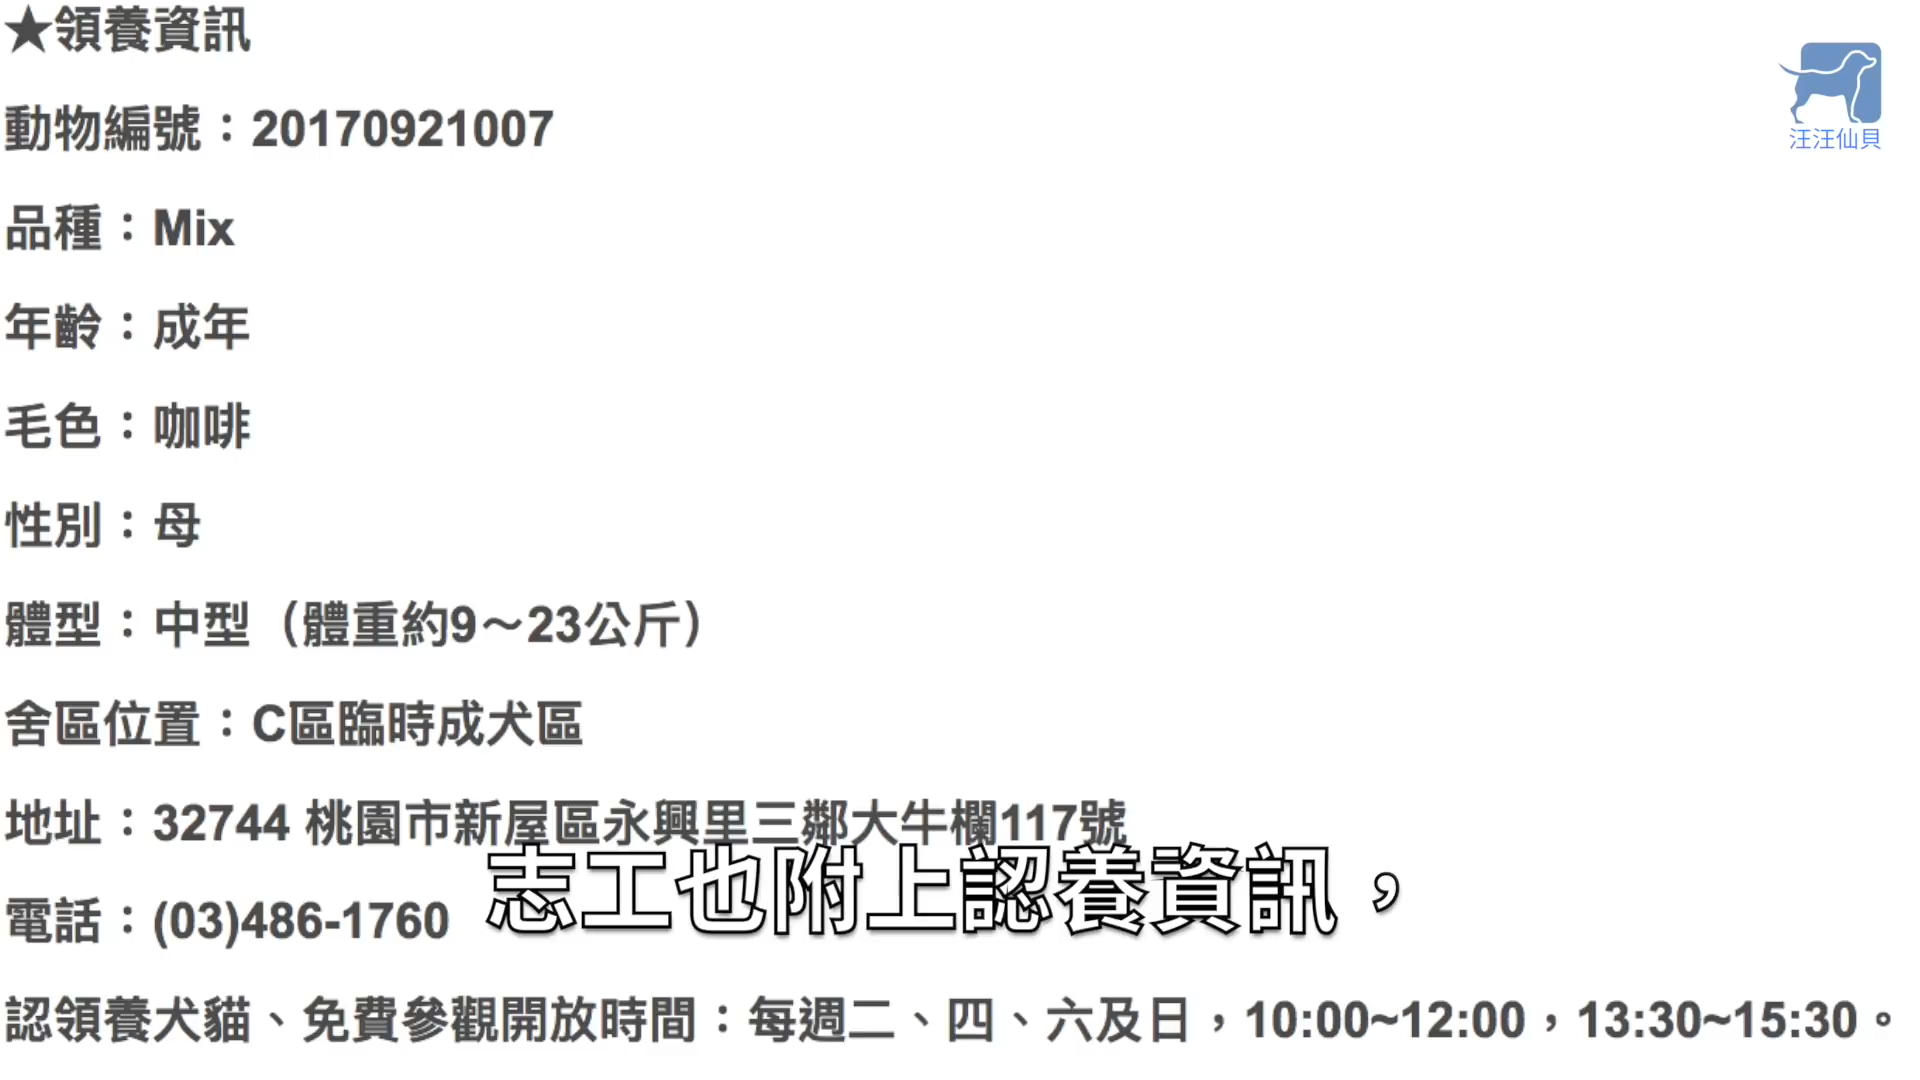 ★領養資訊
汪汪仙貝
動物編號：20170921007
品種：Mix
年齡：成年
毛色：咖啡
性別：母
體型：中型（體重約9～23公斤）
舍區位置：C區臨時成犬區
地址：32744 桃園市新屋區永興里三鄰大牛欄117號
志工也附上認養資訊，
電話：(03)486-1760
認領養犬貓、免費參觀開放時間：每週二、四、六及日，10:00~12:00，13:30~15:30。